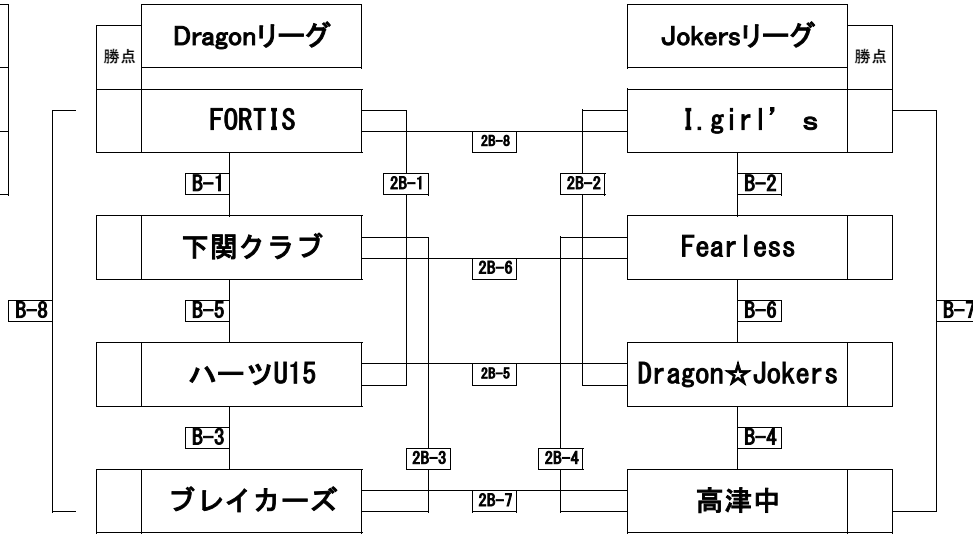 Dragonリーグ
Jokersリーグ
勝点
勝点
FORTIS
I.girl’s
2B-8
B-1
2B-1
2B-2
B-2
下関クラブ
Fearless
2B-6
B-8
B-5
B-6
B-7
ハーツU15
2B-5
Dragon☆Jokers
B-3
2B-3
2B-4
B-4
ブレイカーズ
2B-7
高津中